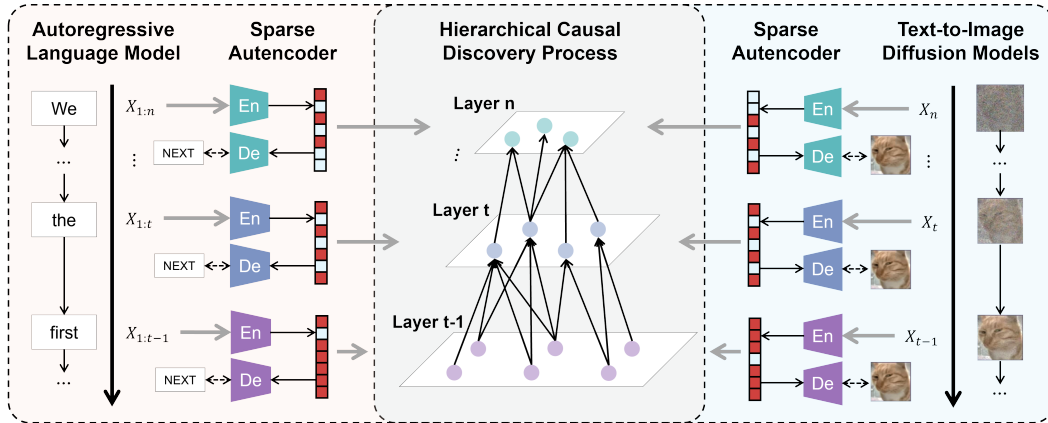 Autoregressive
Language Model
We
...
the
first
...
Sparse
Autencoder
X1:n
En
De
NEXT
⋮
X1:t
En
De
NEXT
X1:t−1
En
De
NEXT
Hierarchical Causal
Discovery Process
Layer n
⋮
Layer t
Layer t-1
Sparse
Autencoder
En
Xn
De
⋮
En
Xt
De
En
Xt−1
De
Text-to-Image
Diffusion Models
...
...